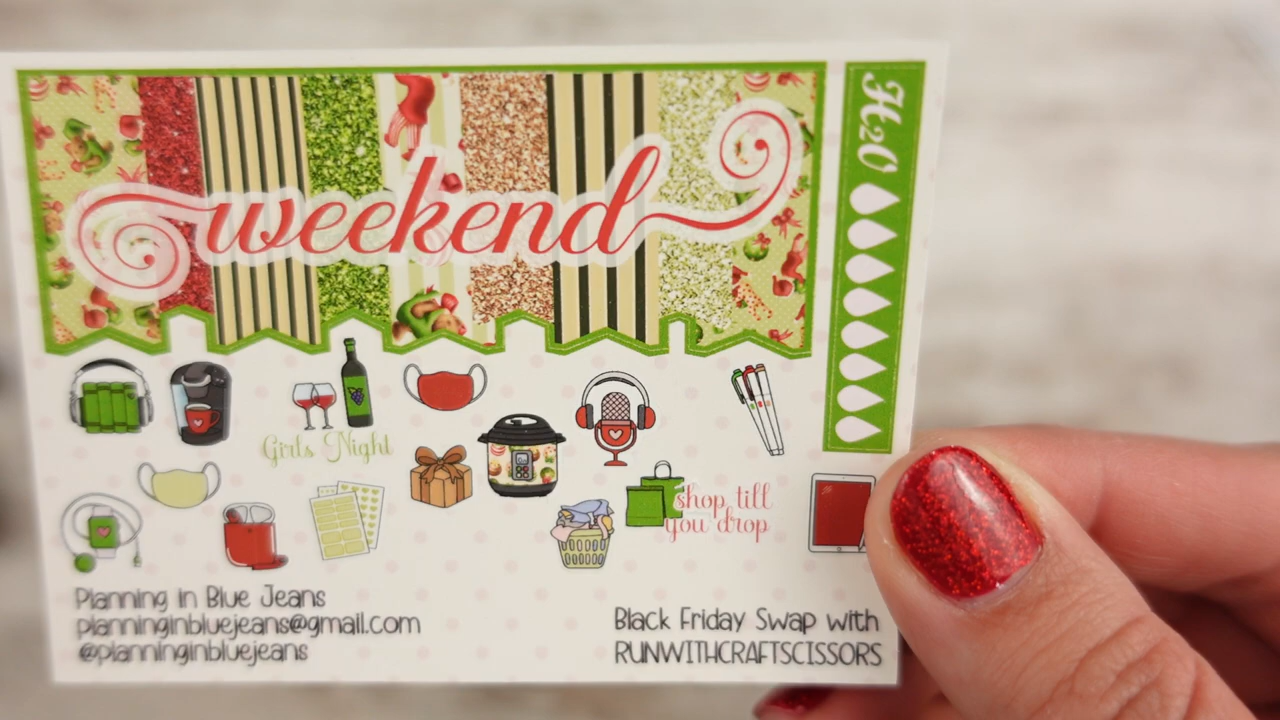 weekend
H2O
Girls Night
shop till
you drop
Planning in Blue Jeans
planninginbluejeans@gmail.com
@planninginbluejeans
Black Friday Swap with
RUNWITHCRAFTSCISSORS